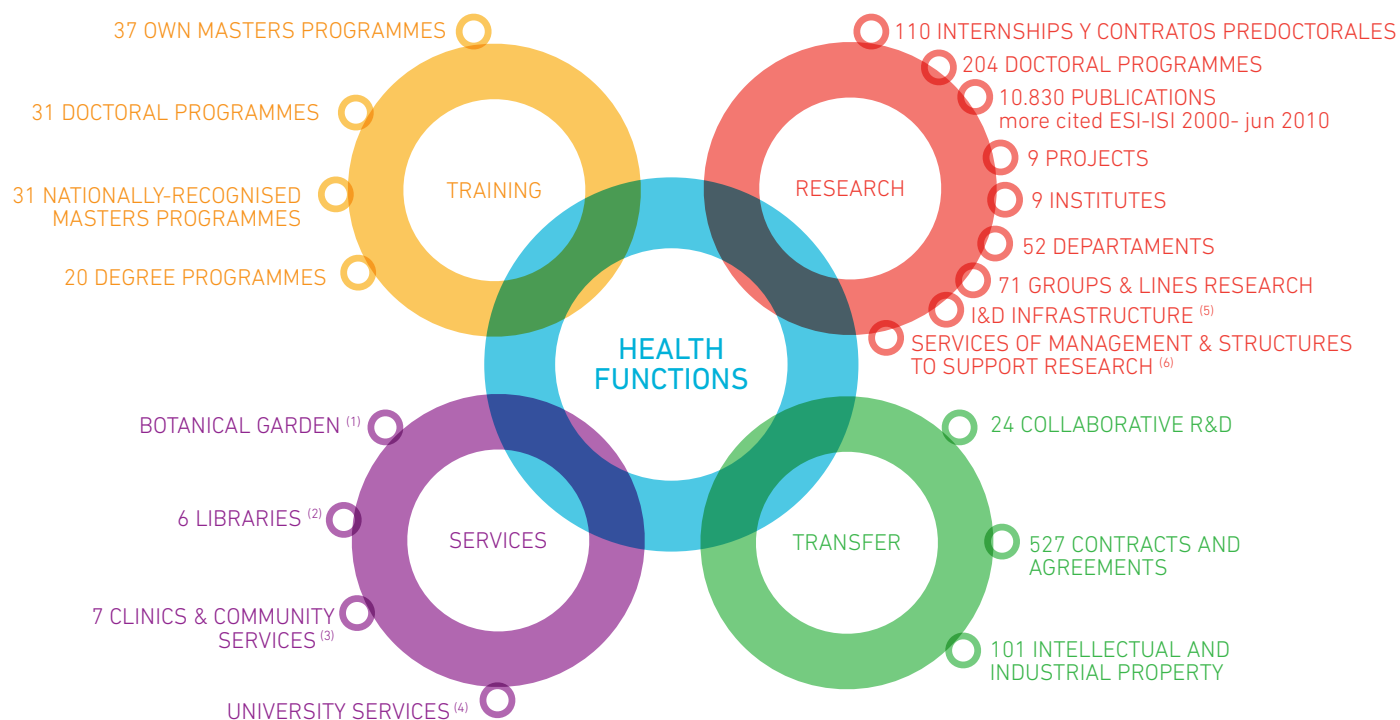 37 OWN MASTERS PROGRAMMES
31 DOCTORAL PROGRAMMES
31 NATIONALLY-RECOGNISED
MASTERS PROGRAMMES
20 DEGREE PROGRAMMES
TRAINING
110 INTERNSHIPS Y CONTRATOS PREDOCTORALES
204 DOCTORAL PROGRAMMES
10.830 PUBLICATIONS
more cited ESI-ISI 2000- jun 2010
9 PROJECTS
9 INSTITUTES
52 DEPARTAMENTS
71 GROUPS & LINES RESEARCH
I&D INFRASTRUCTURE (5)
SERVICES OF MANAGEMENT & STRUCTURES
TO SUPPORT RESEARCH (6)
RESEARCH
HEALTH
FUNCTIONS
BOTANICAL GARDEN (1)
6 LIBRARIES (2)
7 CLINICS & COMMUNITY
SERVICES (3)
UNIVERSITY SERVICES (4)
SERVICES
TRANSFER
24 COLLABORATIVE R&D
527 CONTRACTS AND
AGREEMENTS
101 INTELLECTUAL AND
INDUSTRIAL PROPERTY